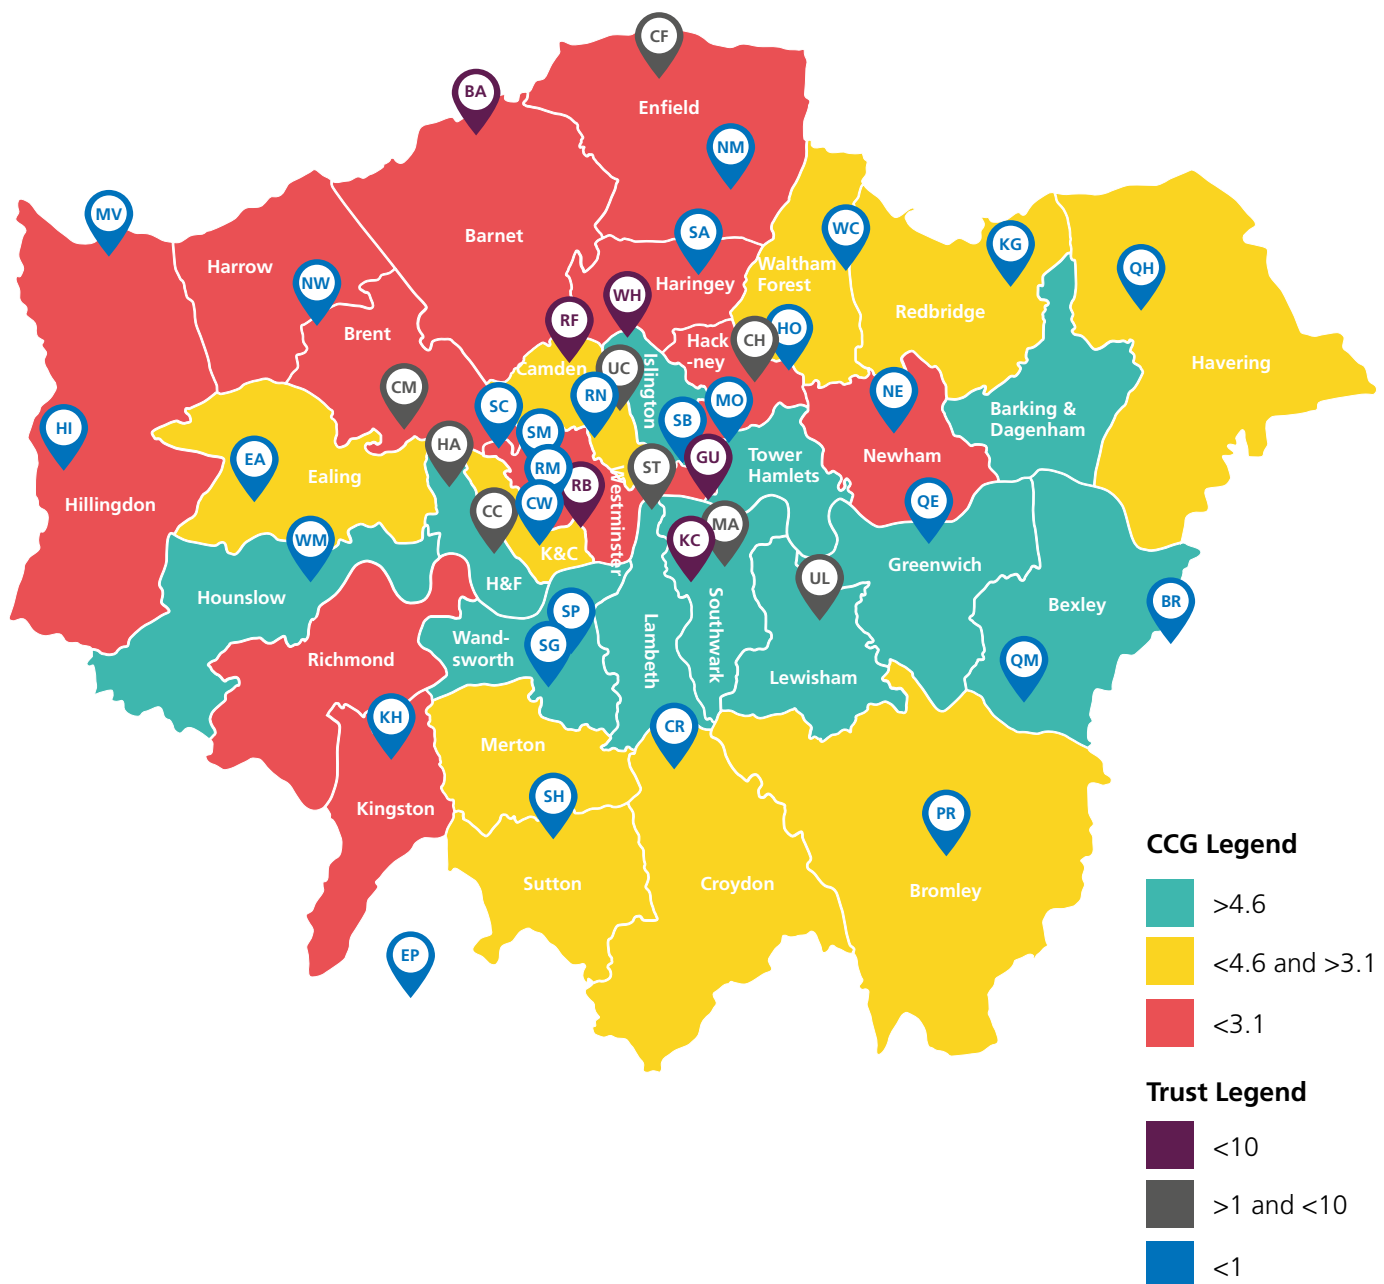 CF
BA
Enfield
NM
MV
SA
WC
Barnet
KG
Harrow
Waltham
Forest
QH
NW
Haringey
WH
Redbridge
RF
HO
Brent
Hack
-ney
CH
Camden
UC
Islington
Havering
CM
RN
MO
NE
SC
SB
Barking &
Dagenham
HI
SM
HA
EA
Ealing
RM
ST
GU
Tower
Hamlets
Newham
RB
Westminster
Hillingdon
CC
CW
QE
MA
WM
KC
K&C
Greenwich
H&F
UL
Hounslow
SP
BR
Bexley
Wand-
sworth
SG
Lambeth
Southwark
Richmond
QM
Lewisham
KH
CR
Merton
SH
Kingston
PR
Sutton
Croydon
Bromley
EP
CCG Legend
>4.6
<4.6 and >3.1
<3.1
Trust Legend
<10
>1 and <10
<1